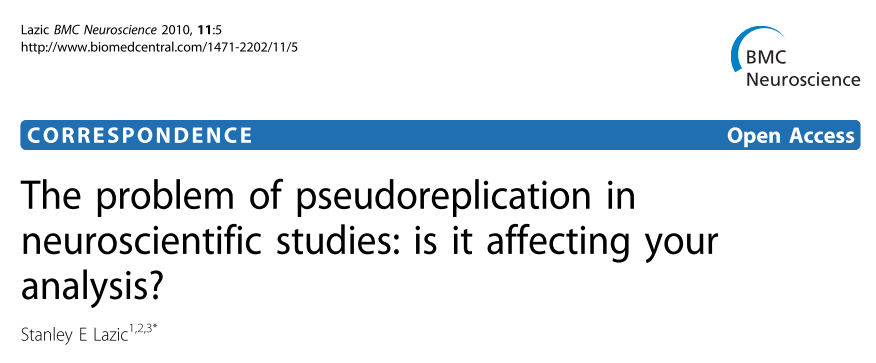 Lazic BMC Neuroscience 2010, 11:5
http://www.biomedcentral.com/1471-2202/11/5
BMC
Neuroscience
CORRESPONDENCE Open Access
The problem of pseudoreplication in
neuroscientific studies: is it affecting your
analysis?
Stanley E Lazic1,2,3*